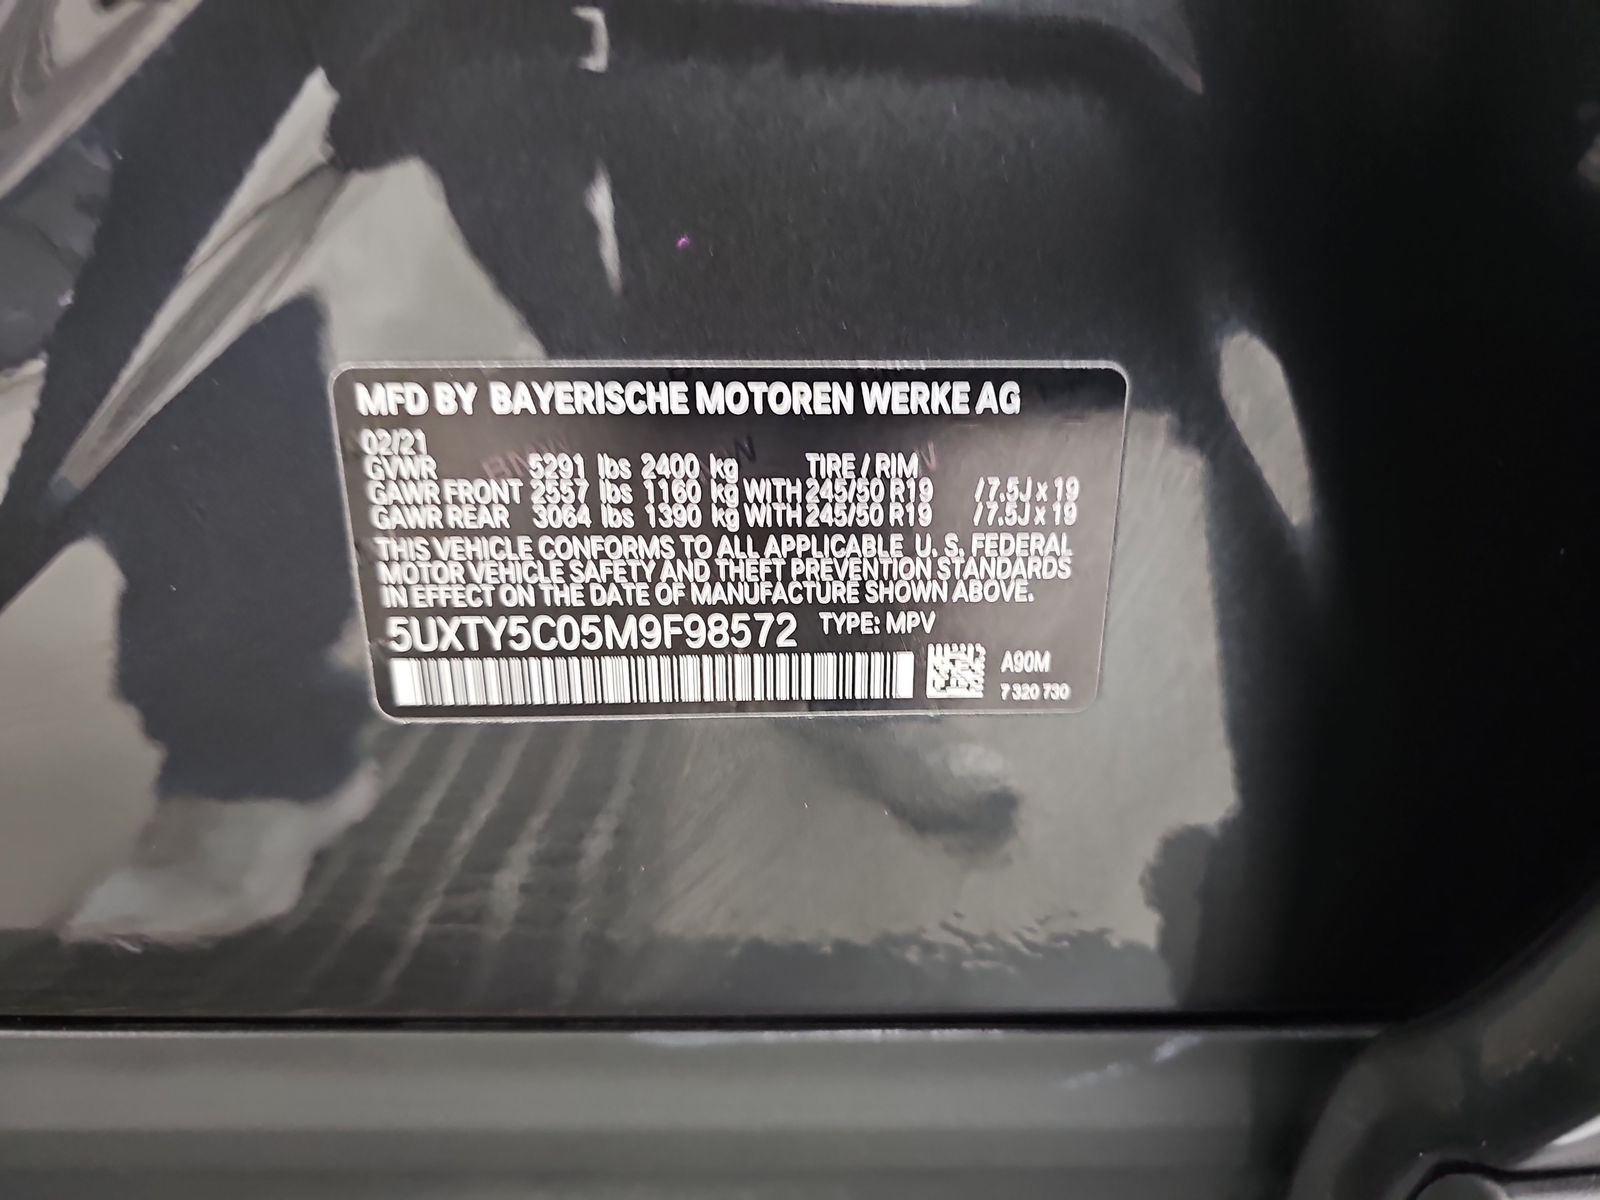 MFD BY BAYERISCHE MOTOREN WERKE AG
02/21
GVWR 5291 lbs 2400 kg TIRE / RIM
GAWR FRONT 2557 lbs 1160 kg WITH 245/50 R19 /7.5J x 19
GAWR REAR 3064 lbs 1390 kg WITH 245/50 R19 /7.5J x 19
THIS VEHICLE CONFORMS TO ALL APPLICABLE U. S. FEDERAL
MOTOR VEHICLE SAFETY AND THEFT PREVENTION STANDARDS
IN EFFECT ON THE DATE OF MANUFACTURE SHOWN ABOVE.
5UXTY5C05M9F98572 TYPE: MPV
A90M
7 320 730